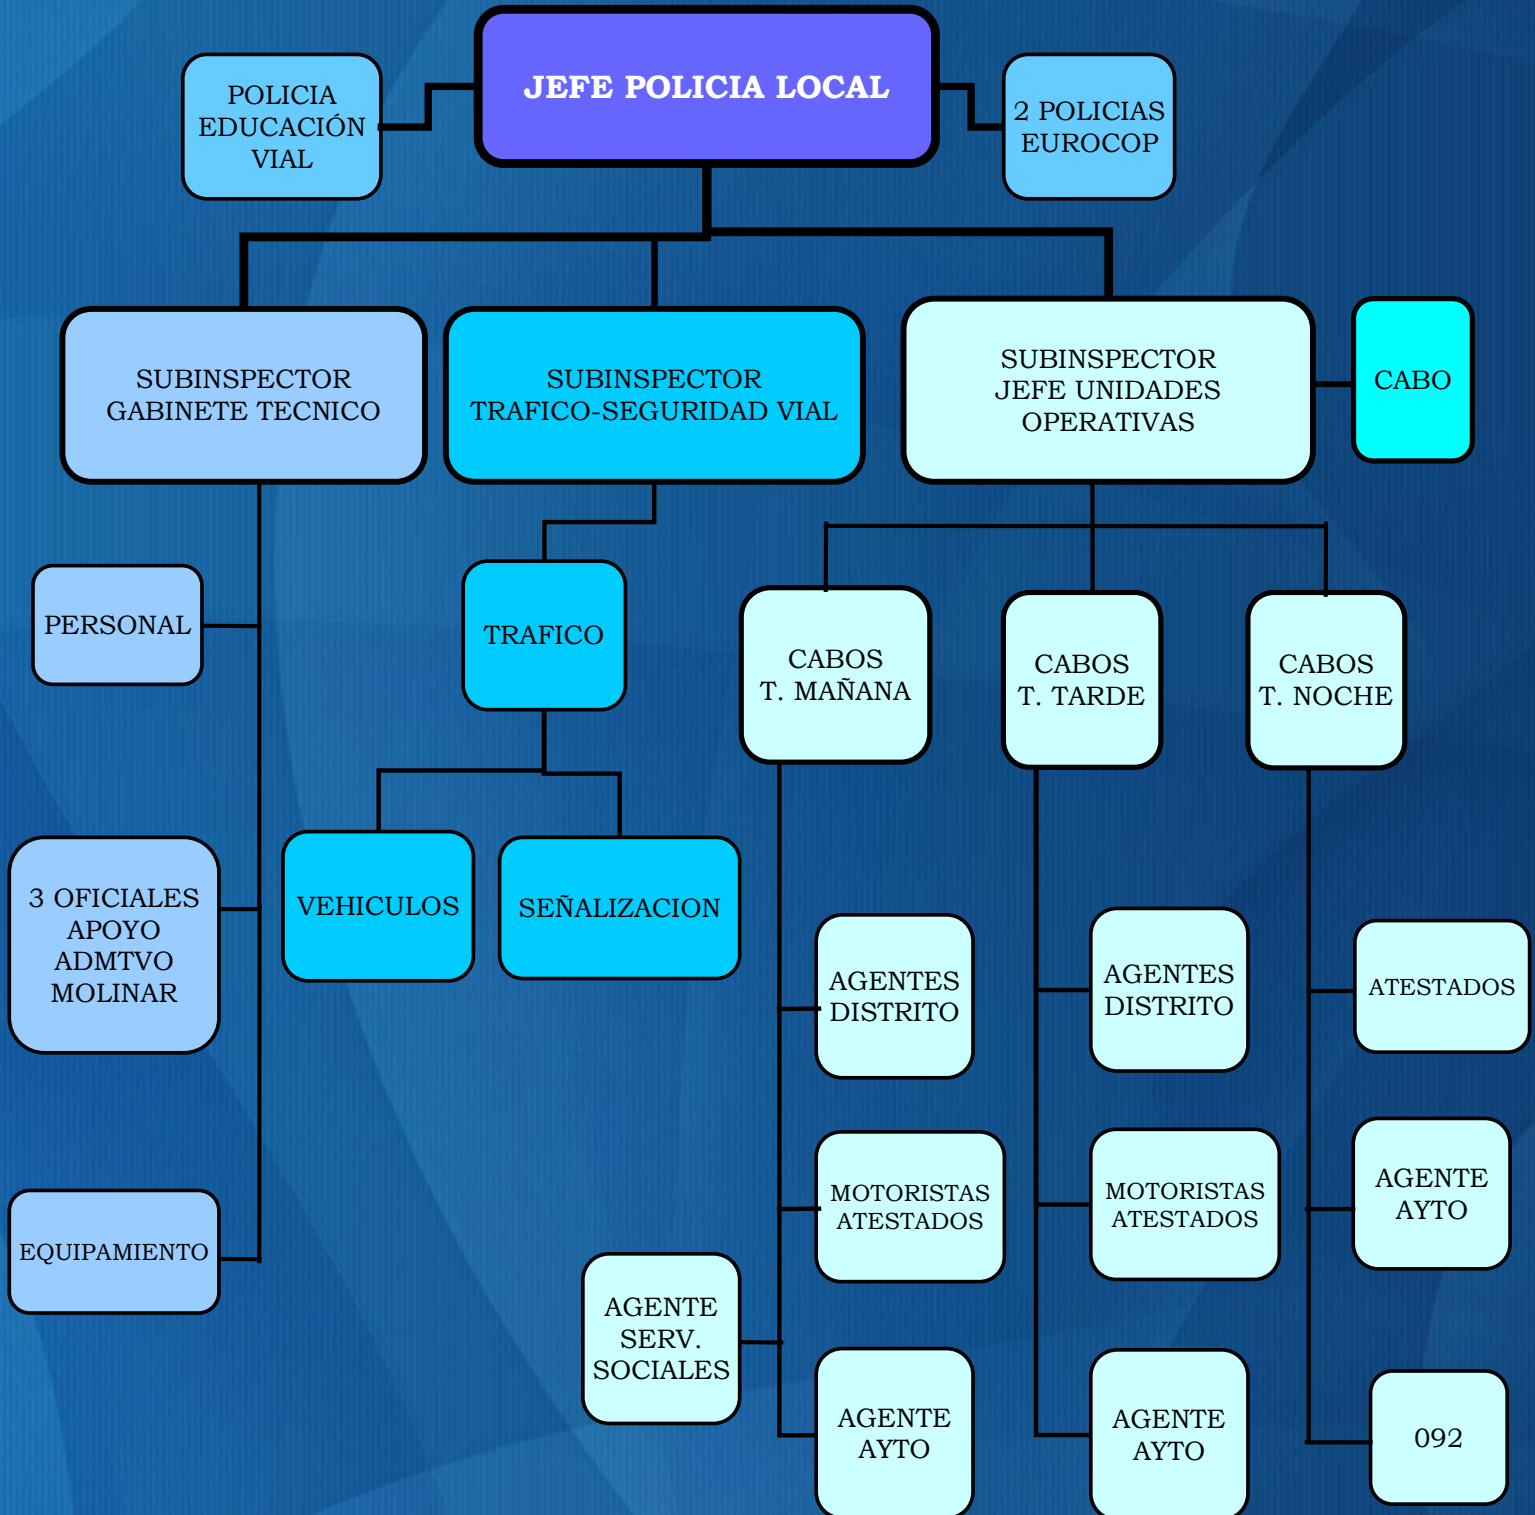 JEFE POLICIA LOCAL
POLICIA
EDUCACIÓN
VIAL
2 POLICIAS
EUROCOP
SUBINSPECTOR
GABINETE TECNICO
SUBINSPECTOR
TRAFICO-SEGURIDAD VIAL
SUBINSPECTOR
JEFE UNIDADES
OPERATIVAS
CABO
PERSONAL
TRAFICO
CABOS
T. MAÑANA
CABOS
T. TARDE
CABOS
T. NOCHE
3 OFICIALES
APOYO
ADMTVO
MOLINAR
VEHICULOS
SEÑALIZACION
AGENTES
DISTRITO
AGENTES
DISTRITO
ATESTADOS
MOTORISTAS
ATESTADOS
MOTORISTAS
ATESTADOS
AGENTE
AYTO
EQUIPAMIENTO
AGENTE
SERV.
SOCIALES
AGENTE
AYTO
AGENTE
AYTO
092